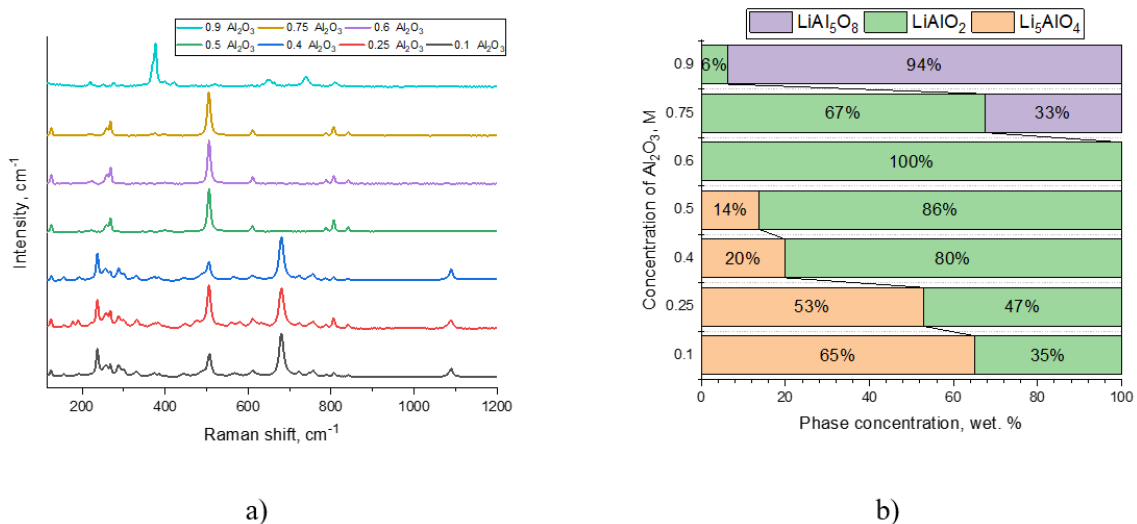 0.9 Al₂O₃ 0.75 Al₂O₃ 0.6 Al₂O₃
0.5 Al₂O₃ 0.4 Al₂O₃ 0.25 Al₂O₃ 0.1 Al₂O₃
Intensity, cm⁻¹
200 400 600 800 1000 1200
Raman shift, cm⁻¹
a)
LiAl₅O₈ LiAlO₂ Li₅AlO₄
Concentration of Al₂O₃, M
0.9 6% 94%
0.75 67% 33%
0.6 100%
0.5 14% 86%
0.4 20% 80%
0.25 53% 47%
0.1 65% 35%
0 20 40 60 80 100
Phase concentration, wet. %
b)